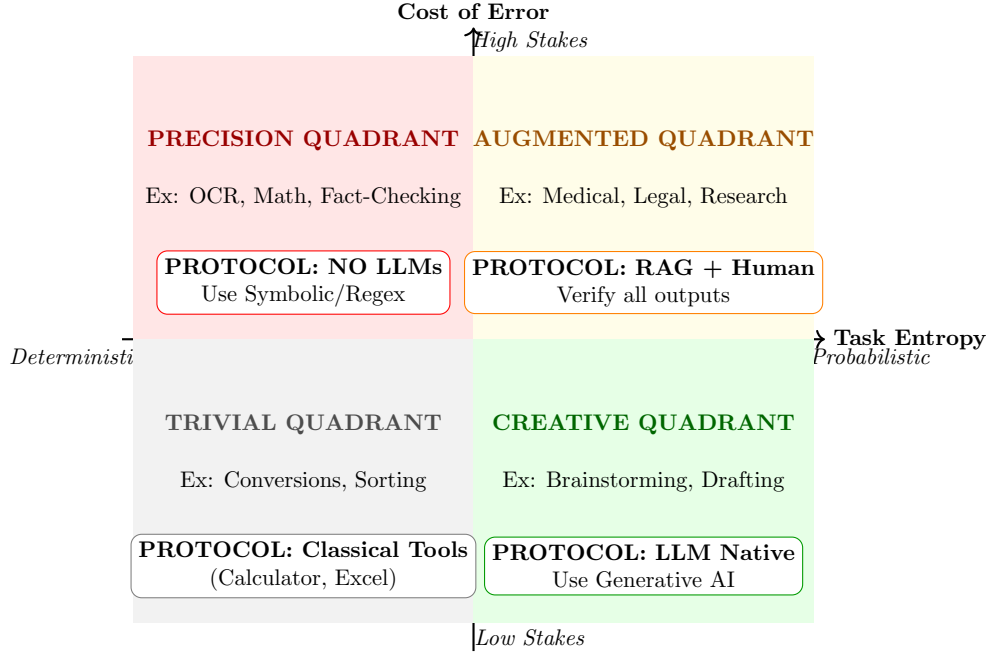 Cost of Error
High Stakes
PRECISION QUADRANT
AUGMENTED QUADRANT
Ex: OCR, Math, Fact-Checking
Ex: Medical, Legal, Research
PROTOCOL: NO LLMs
Use Symbolic/Regex
PROTOCOL: RAG + Human
Verify all outputs
Task Entropy
Deterministi
Probabilistic
TRIVIAL QUADRANT
CREATIVE QUADRANT
Ex: Conversions, Sorting
Ex: Brainstorming, Drafting
PROTOCOL: Classical Tools
(Calculator, Excel)
PROTOCOL: LLM Native
Use Generative AI
Low Stakes